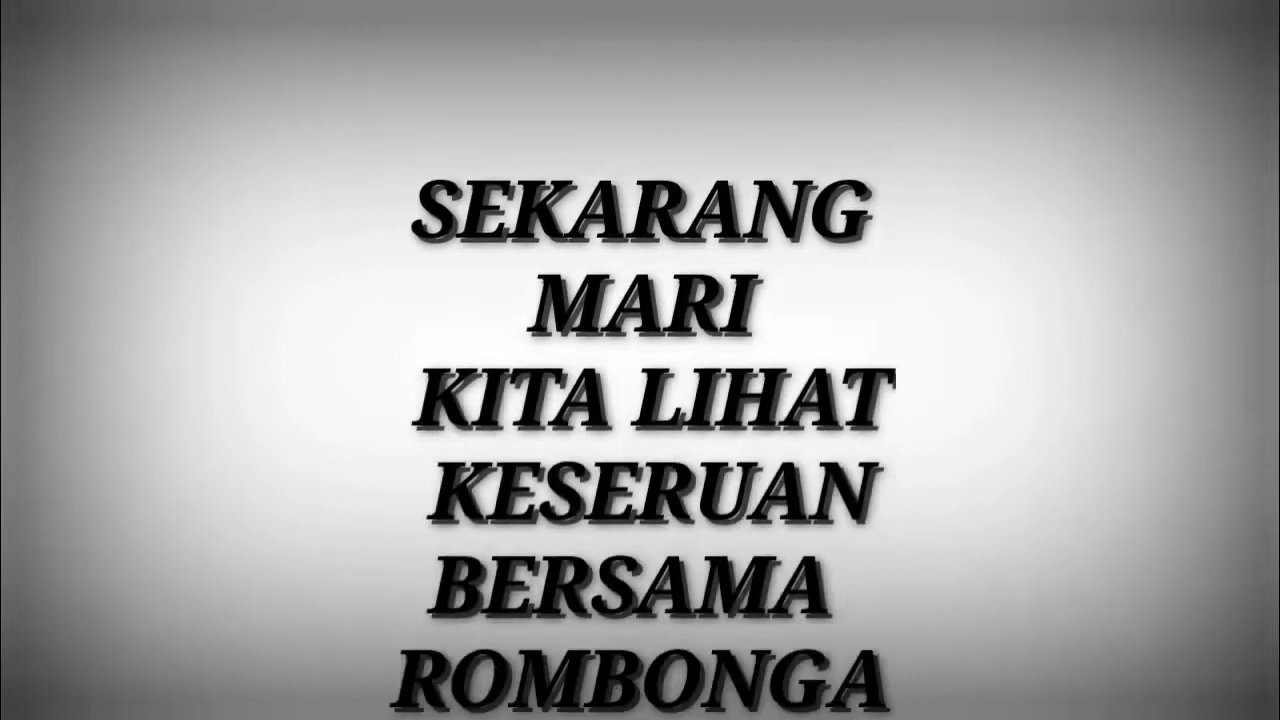 SEKARANG
MARI
KITA LIHAT
KESERUAN
BERSAMA
ROMBONGA